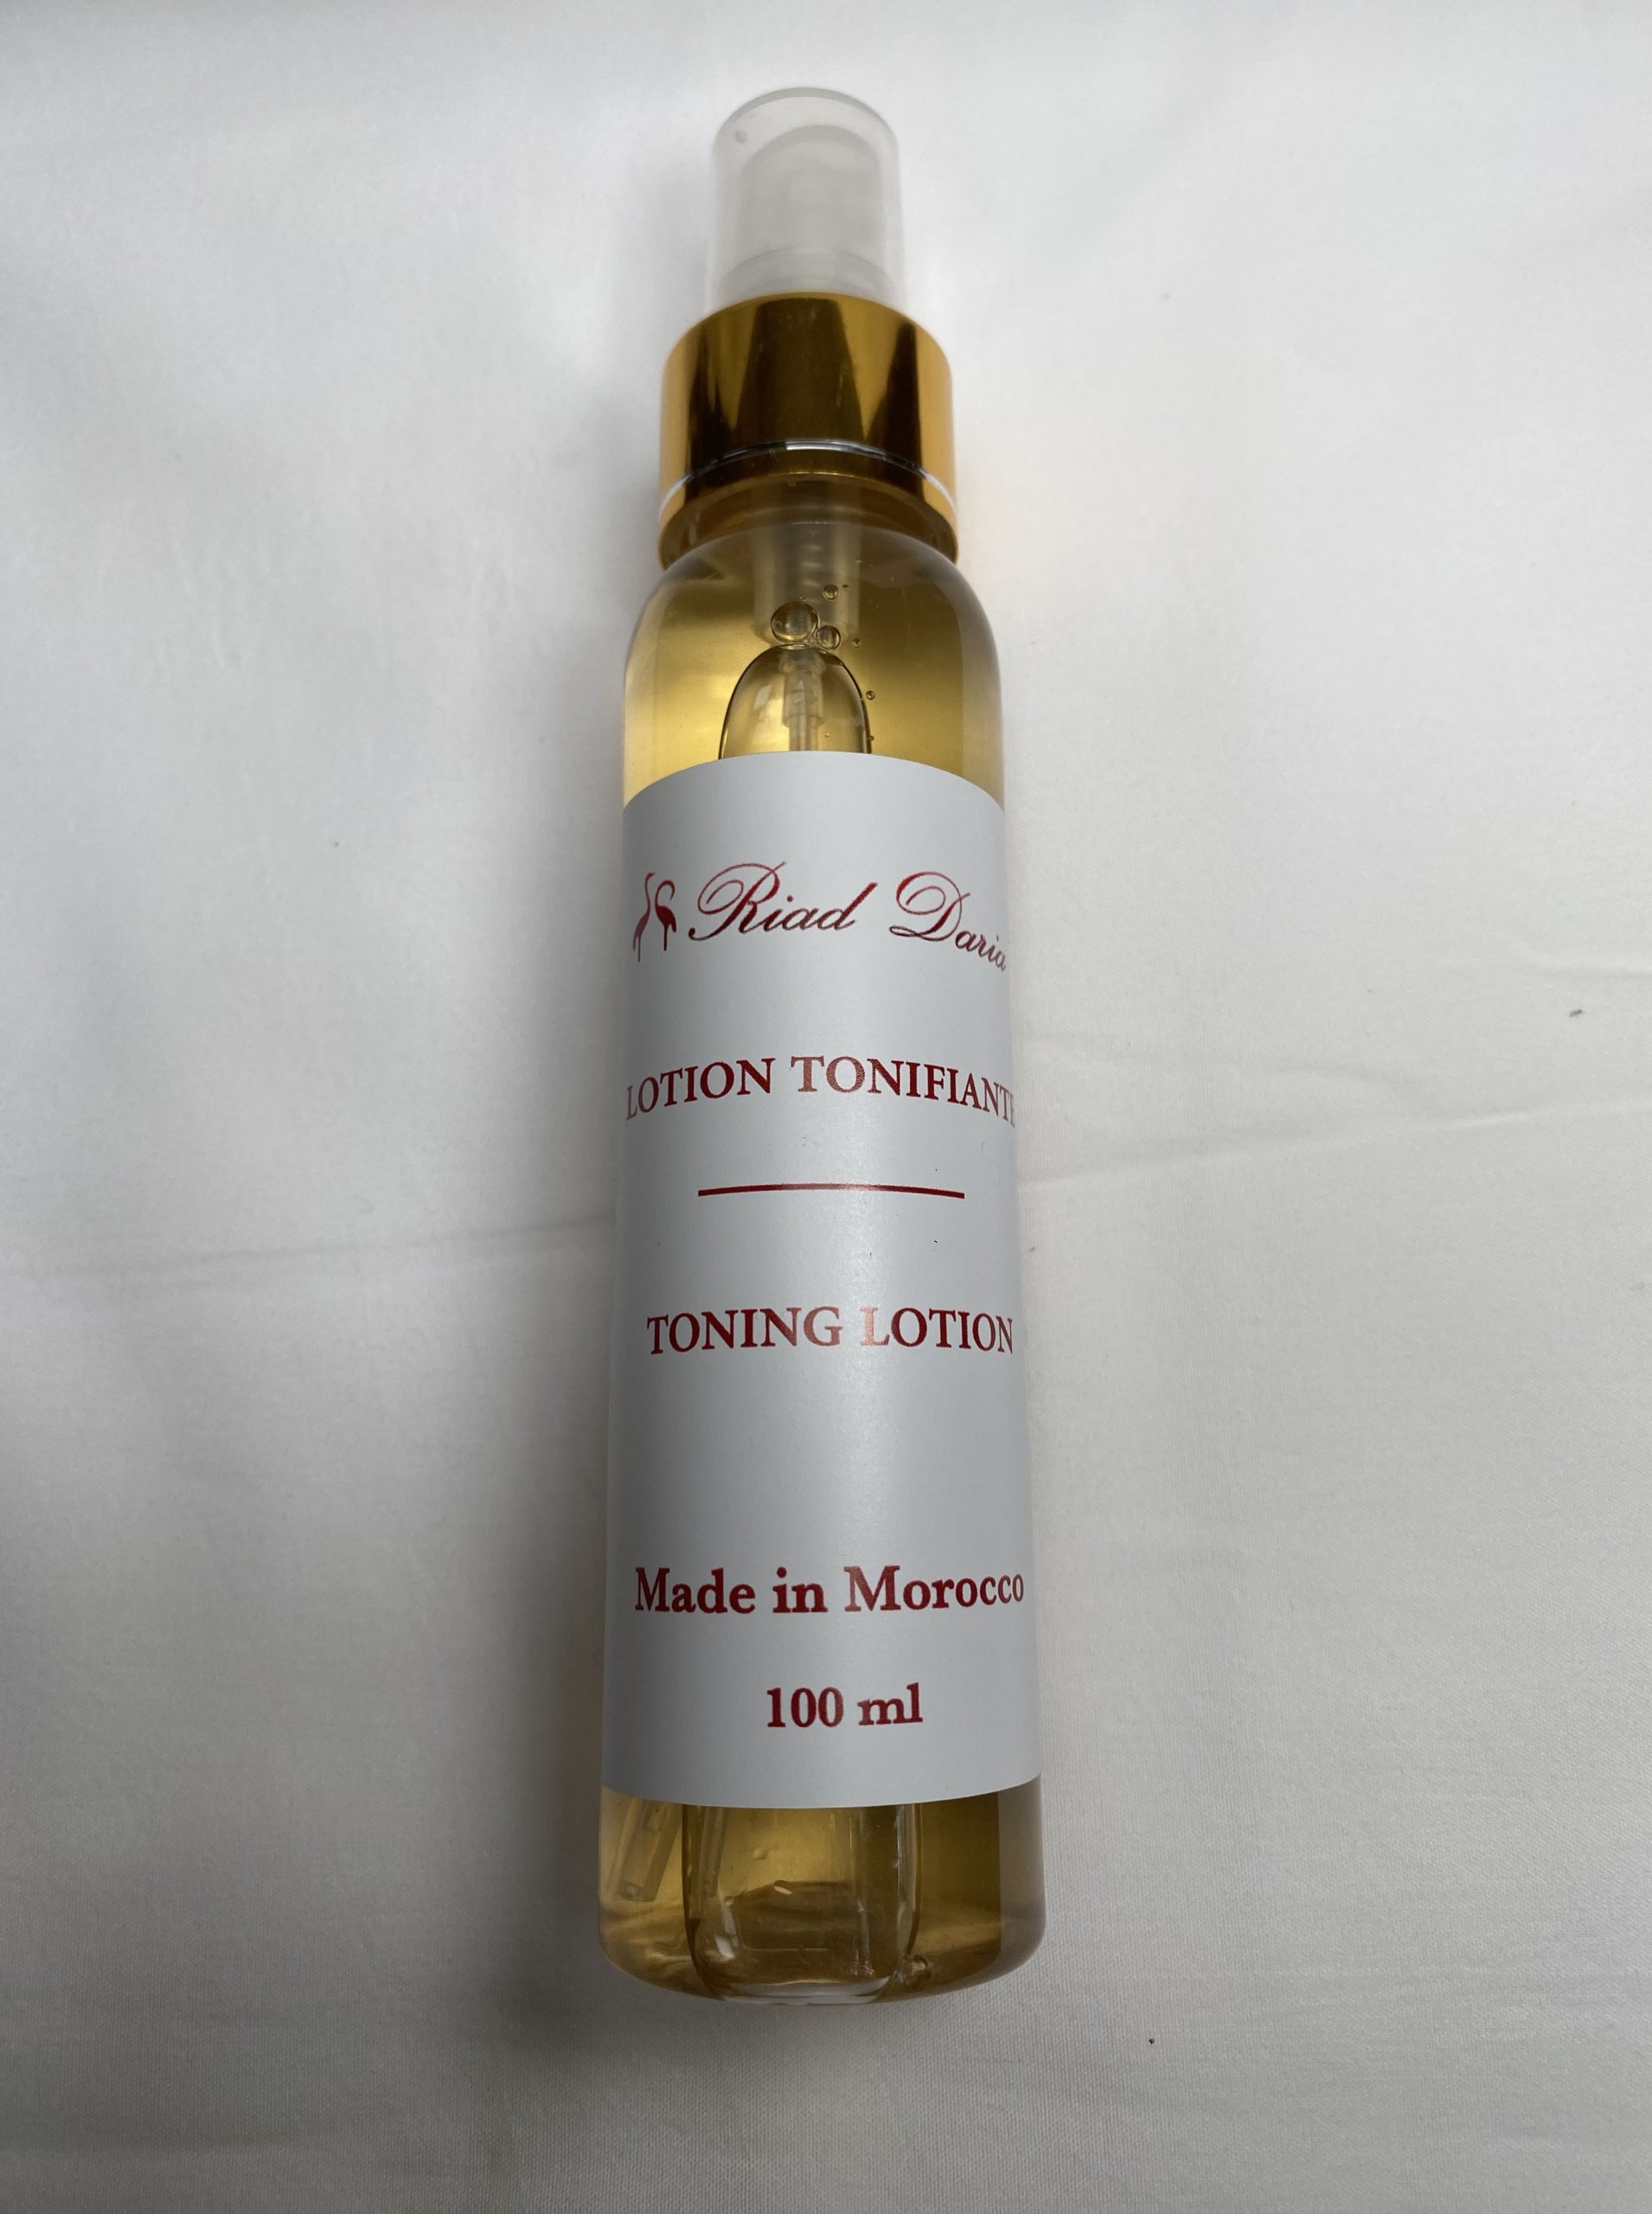 Riad Daria
LOTION TONIFIANTE
TONING LOTION
Made in Morocco
100 ml